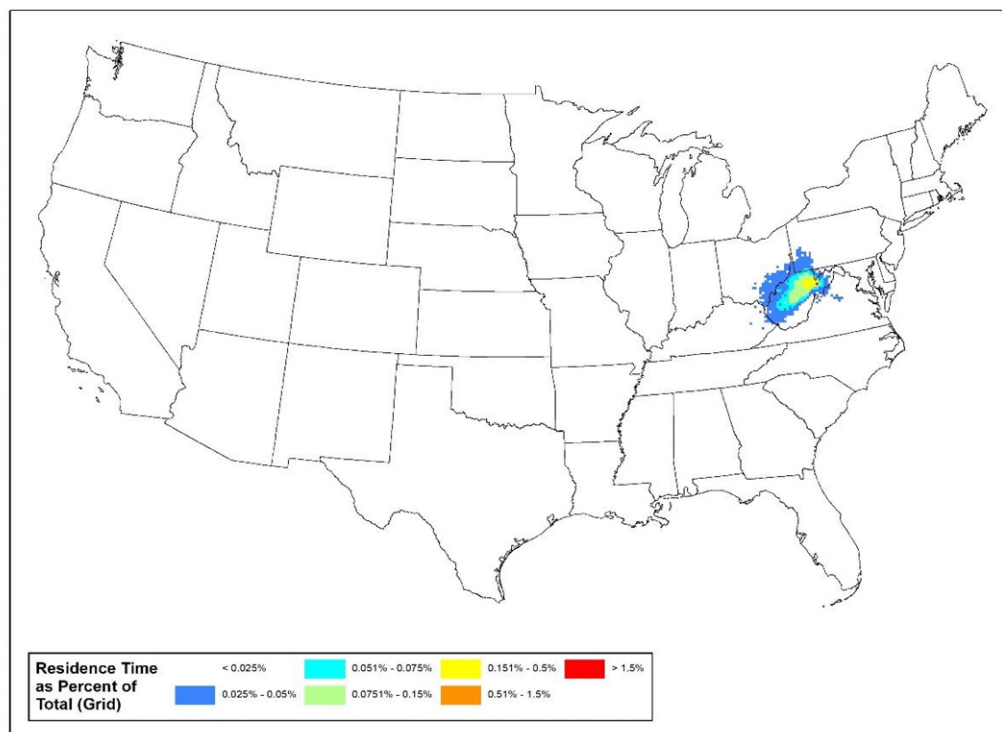 Residence Time
as Percent of
Total (Grid)
< 0.025%
0.051% - 0.075%
0.151% - 0.5%
> 1.5%
0.025% - 0.05%
0.0751% - 0.15%
0.51% - 1.5%